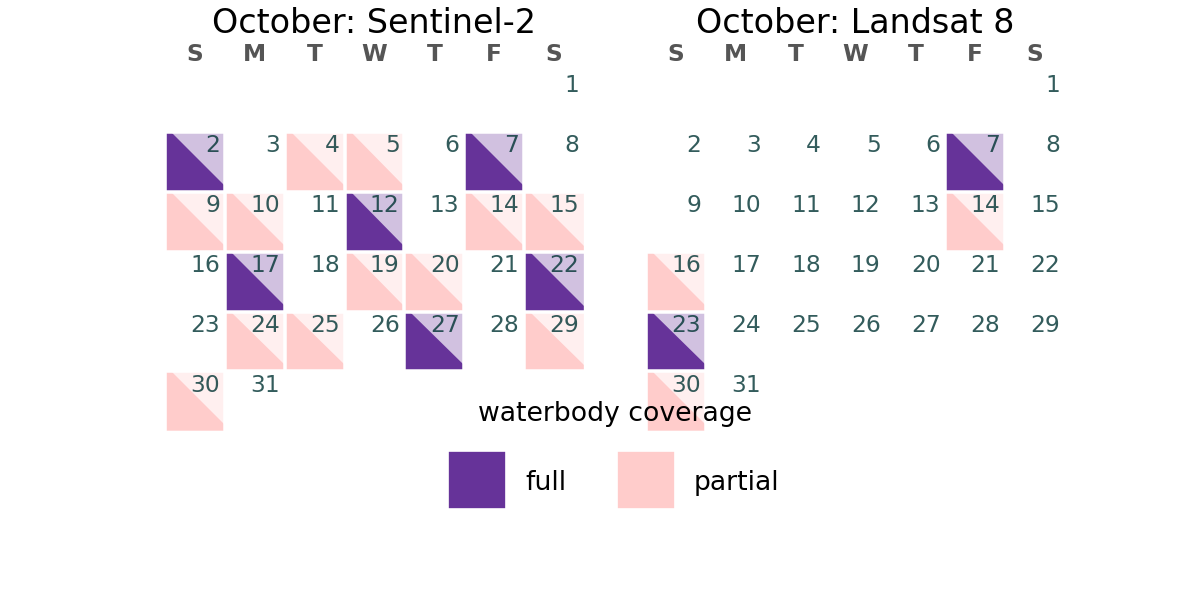 October: Sentinel-2
S M T W T F S
1
2 3 4 5 6 7 8
9 10 11 12 13 14 15
16 17 18 19 20 21 22
23 24 25 26 27 28 29
30 31
October: Landsat 8
S M T W T F S
1
2 3 4 5 6 7 8
9 10 11 12 13 14 15
16 17 18 19 20 21 22
23 24 25 26 27 28 29
30 31
waterbody coverage
full partial